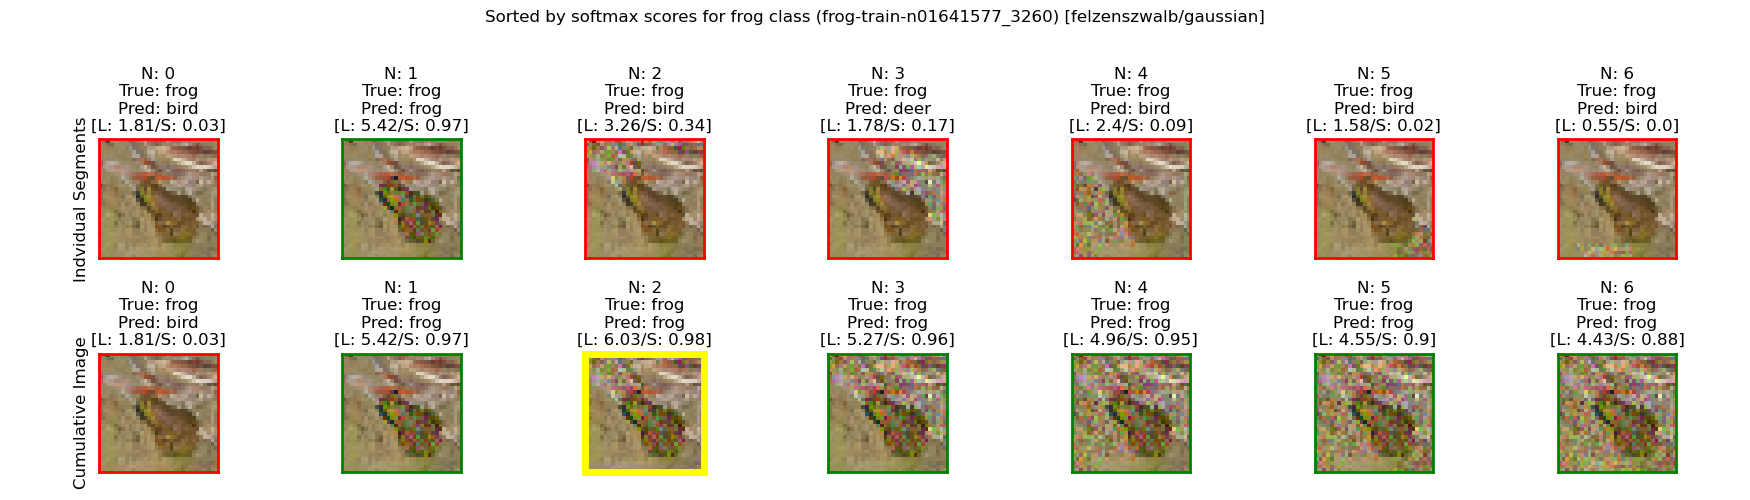 Sorted by softmax scores for frog class (frog-train-n01641577_3260) [felzenszwalb/gaussian]
Indvidual Segments
N: 0
True: frog
Pred: bird
[L: 1.81/S: 0.03]
N: 1
True: frog
Pred: frog
[L: 5.42/S: 0.97]
N: 2
True: frog
Pred: bird
[L: 3.26/S: 0.34]
N: 3
True: frog
Pred: deer
[L: 1.78/S: 0.17]
N: 4
True: frog
Pred: bird
[L: 2.4/S: 0.09]
N: 5
True: frog
Pred: bird
[L: 1.58/S: 0.02]
N: 6
True: frog
Pred: bird
[L: 0.55/S: 0.0]
Cumulative Image
N: 0
True: frog
Pred: bird
[L: 1.81/S: 0.03]
N: 1
True: frog
Pred: frog
[L: 5.42/S: 0.97]
N: 2
True: frog
Pred: frog
[L: 6.03/S: 0.98]
N: 3
True: frog
Pred: frog
[L: 5.27/S: 0.96]
N: 4
True: frog
Pred: frog
[L: 4.96/S: 0.95]
N: 5
True: frog
Pred: frog
[L: 4.55/S: 0.9]
N: 6
True: frog
Pred: frog
[L: 4.43/S: 0.88]